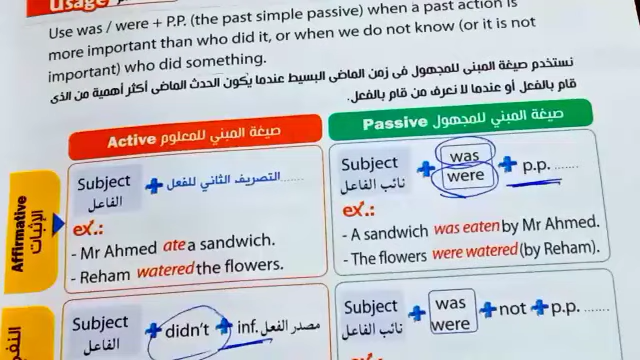 Usage
Use was / were + P.P. (the past simple passive) when a past action is
more important than who did it, or when we do not know (or it is not
important) who did something.
نستخدم صيغة المبنى للمجهول فى زمن الماضى البسيط عندما يكون الحدث الماضى أكثر أهمية من الذى
قام بالفعل أو عندما لا نعرف من قام بالفعل.
Active صيغة المبني للمعلوم
Passive صيغة المبني للمجهول
Affirmative
الإثبات
Subject + التصريف الثاني للفعل ......
الفاعل
ex.:
- Mr Ahmed ate a sandwich.
- Reham watered the flowers.
Subject + was + p.p. ......
نائب الفاعل were
ex.:
- A sandwich was eaten by Mr Ahmed.
- The flowers were watered (by Reham).
Subject + didn't + inf. مصدر الفعل
الفاعل
Subject + was + not + p.p. ......
نائب الفاعل were